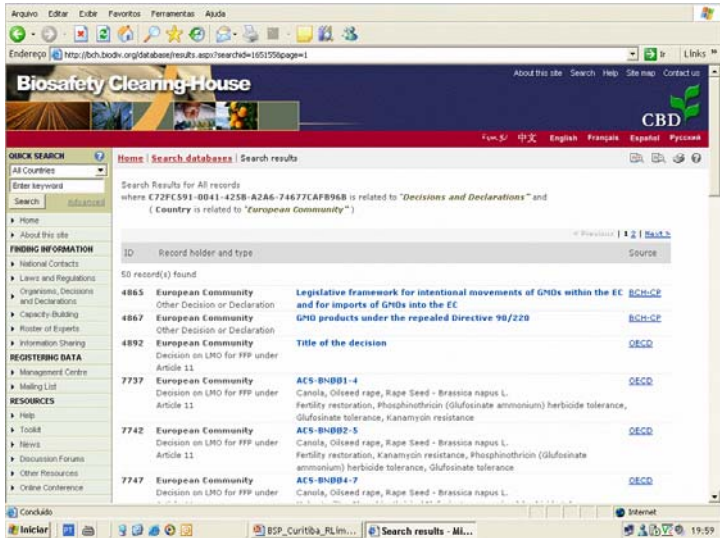 Arquivo Editar Exibir Favoritos Ferramentas Ajuda
Endereço http://bch.biodiv.org/database/results.aspx?searchid=165155&page=1 Ir Links »
About this site Search Help Site map Contact us
Biosafety Clearing-House
CBD
中文 English Français Español Русский
QUICK SEARCH
All Countries
Enter keyword
Search Advanced
Home
About this site
FINDING INFORMATION
National Contacts
Laws and Regulations
Organisms, Decisions
and Declarations
Capacity-Building
Roster of Experts
Information Sharing
REGISTERING DATA
Management Centre
Mailing List
RESOURCES
Help
Toolkit
News
Discussion Forums
Other Resources
Online Conference
Home | Search databases | Search results
Search Results for All records
where C72FC591-0041-425B-A2A6-74677CAFB96B is related to "Decisions and Declarations" and
( Country is related to "European Community" )
< Previous | 1 2 | Next >
ID Record holder and type Source
50 record(s) found
4865 European Community Legislative framework for intentional movements of GMOs within the EC BCH-CP
Other Decision or Declaration and for imports of GMOs into the EC
4867 European Community GMO products under the repealed Directive 90/220 BCH-CP
Other Decision or Declaration
4892 European Community Title of the decision OECD
Decision on LMO for FFP under
Article 11
7737 European Community ACS-BNØØ1-4 OECD
Decision on LMO for FFP under Canola, Oilseed rape, Rape Seed - Brassica napus L.
Article 11 Fertility restoration, Phosphinothricin (Glufosinate ammonium) herbicide tolerance,
Glufosinate tolerance, Kanamycin resistance
7742 European Community ACS-BNØØ2-5 OECD
Decision on LMO for FFP under Canola, Oilseed rape, Rape Seed - Brassica napus L.
Article 11 Fertility restoration, Kanamycin resistance, Phosphinothricin (Glufosinate
ammonium) herbicide tolerance, Glufosinate tolerance
7747 European Community ACS-BNØØ4-7 OECD
Decision on LMO for FFP under Canola, Oilseed rape, Rape Seed - Brassica napus L.
Concluído Internet
Iniciar BSP_Curitiba_RLim... Search results - Mi... 19:59